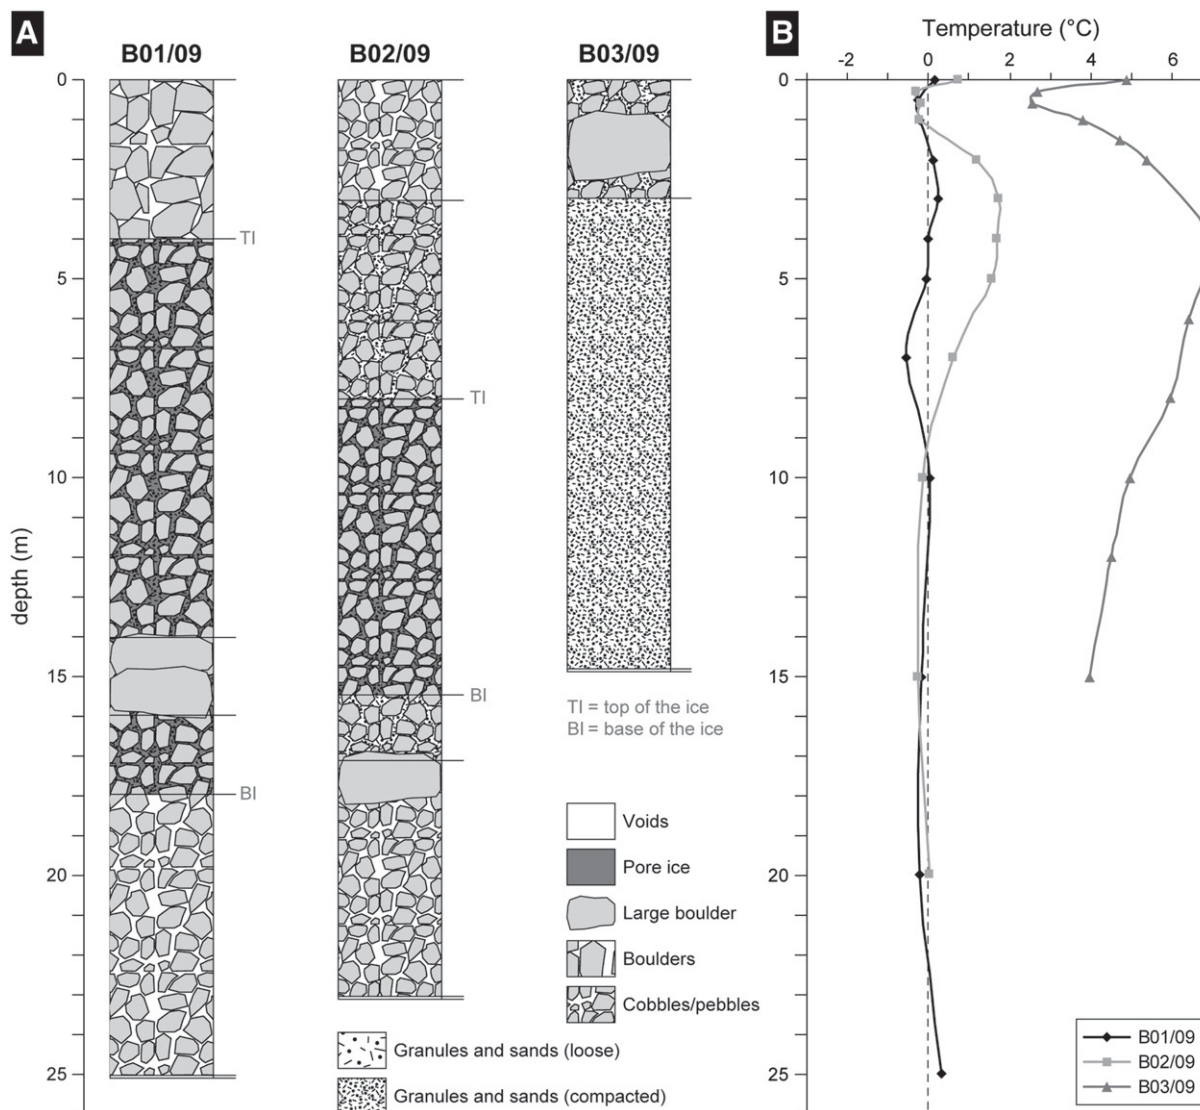 A
B01/09
B02/09
B03/09
B
Temperature (°C)
-2
0
2
4
6
0
5
10
15
20
25
depth (m)
TI
BI
TI
BI
TI = top of the ice
BI = base of the ice
Voids
Pore ice
Large boulder
Boulders
Cobbles/pebbles
Granules and sands (loose)
Granules and sands (compacted)
0
5
10
15
20
25
B01/09
B02/09
B03/09